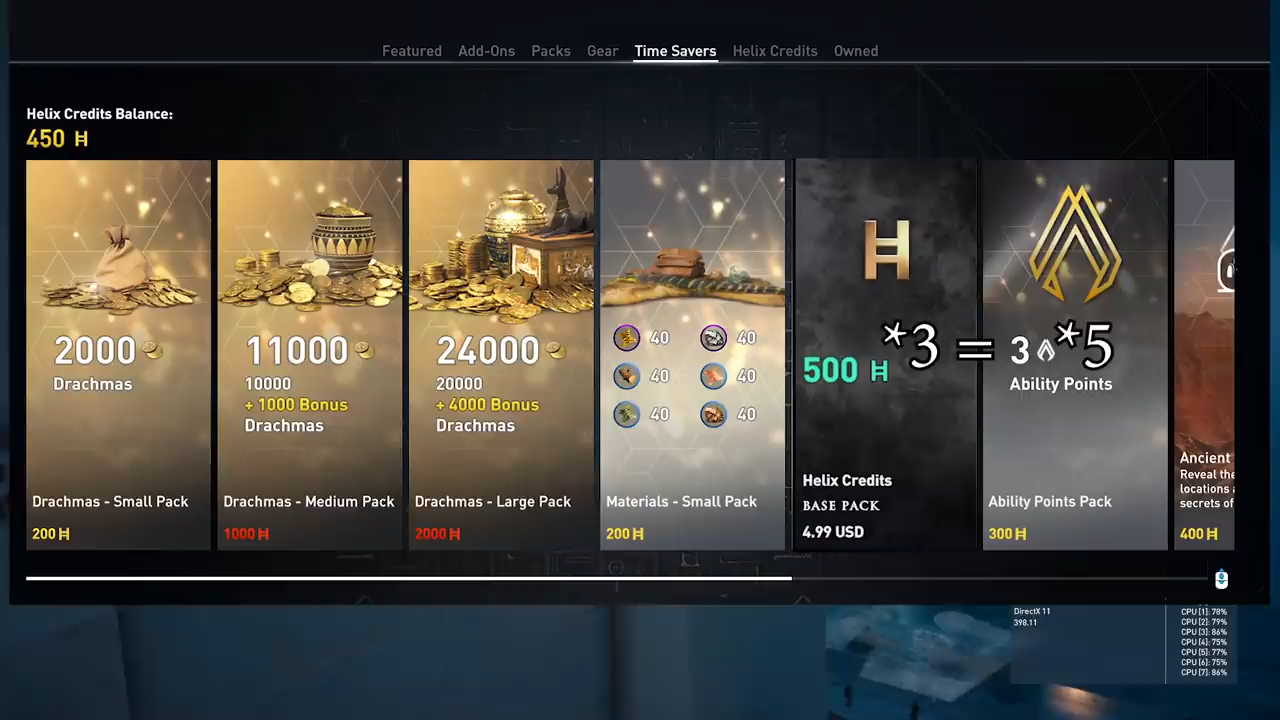 Featured Add-Ons Packs Gear Time Savers Helix Credits Owned
Helix Credits Balance:
450
2000
Drachmas
Drachmas - Small Pack
200
11000
10000
+ 1000 Bonus
Drachmas
Drachmas - Medium Pack
1000
24000
20000
+ 4000 Bonus
Drachmas
Drachmas - Large Pack
2000
40 40
40 40
40 40
Materials - Small Pack
200
H
500 *3 = 3 *5
Helix Credits
BASE PACK
4.99 USD
Ability Points
Ability Points Pack
300
Ancient
Reveal the
locations
secrets of
400
DirectX 11
398.11
CPU [1]: 78%
CPU [2]: 79%
CPU [3]: 86%
CPU [4]: 75%
CPU [5]: 77%
CPU [6]: 75%
CPU [7]: 86%